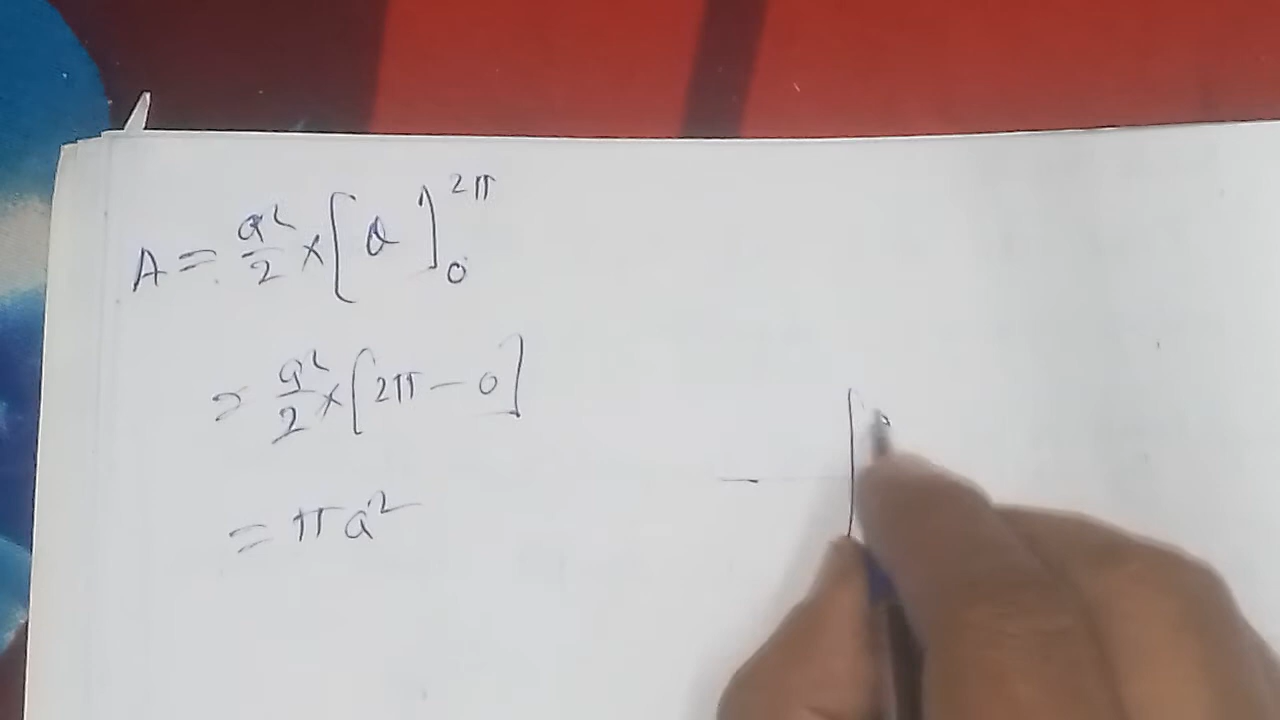 A = a²/2 × [θ]₀^2π
= a²/2 × [2π − 0]
= πa²